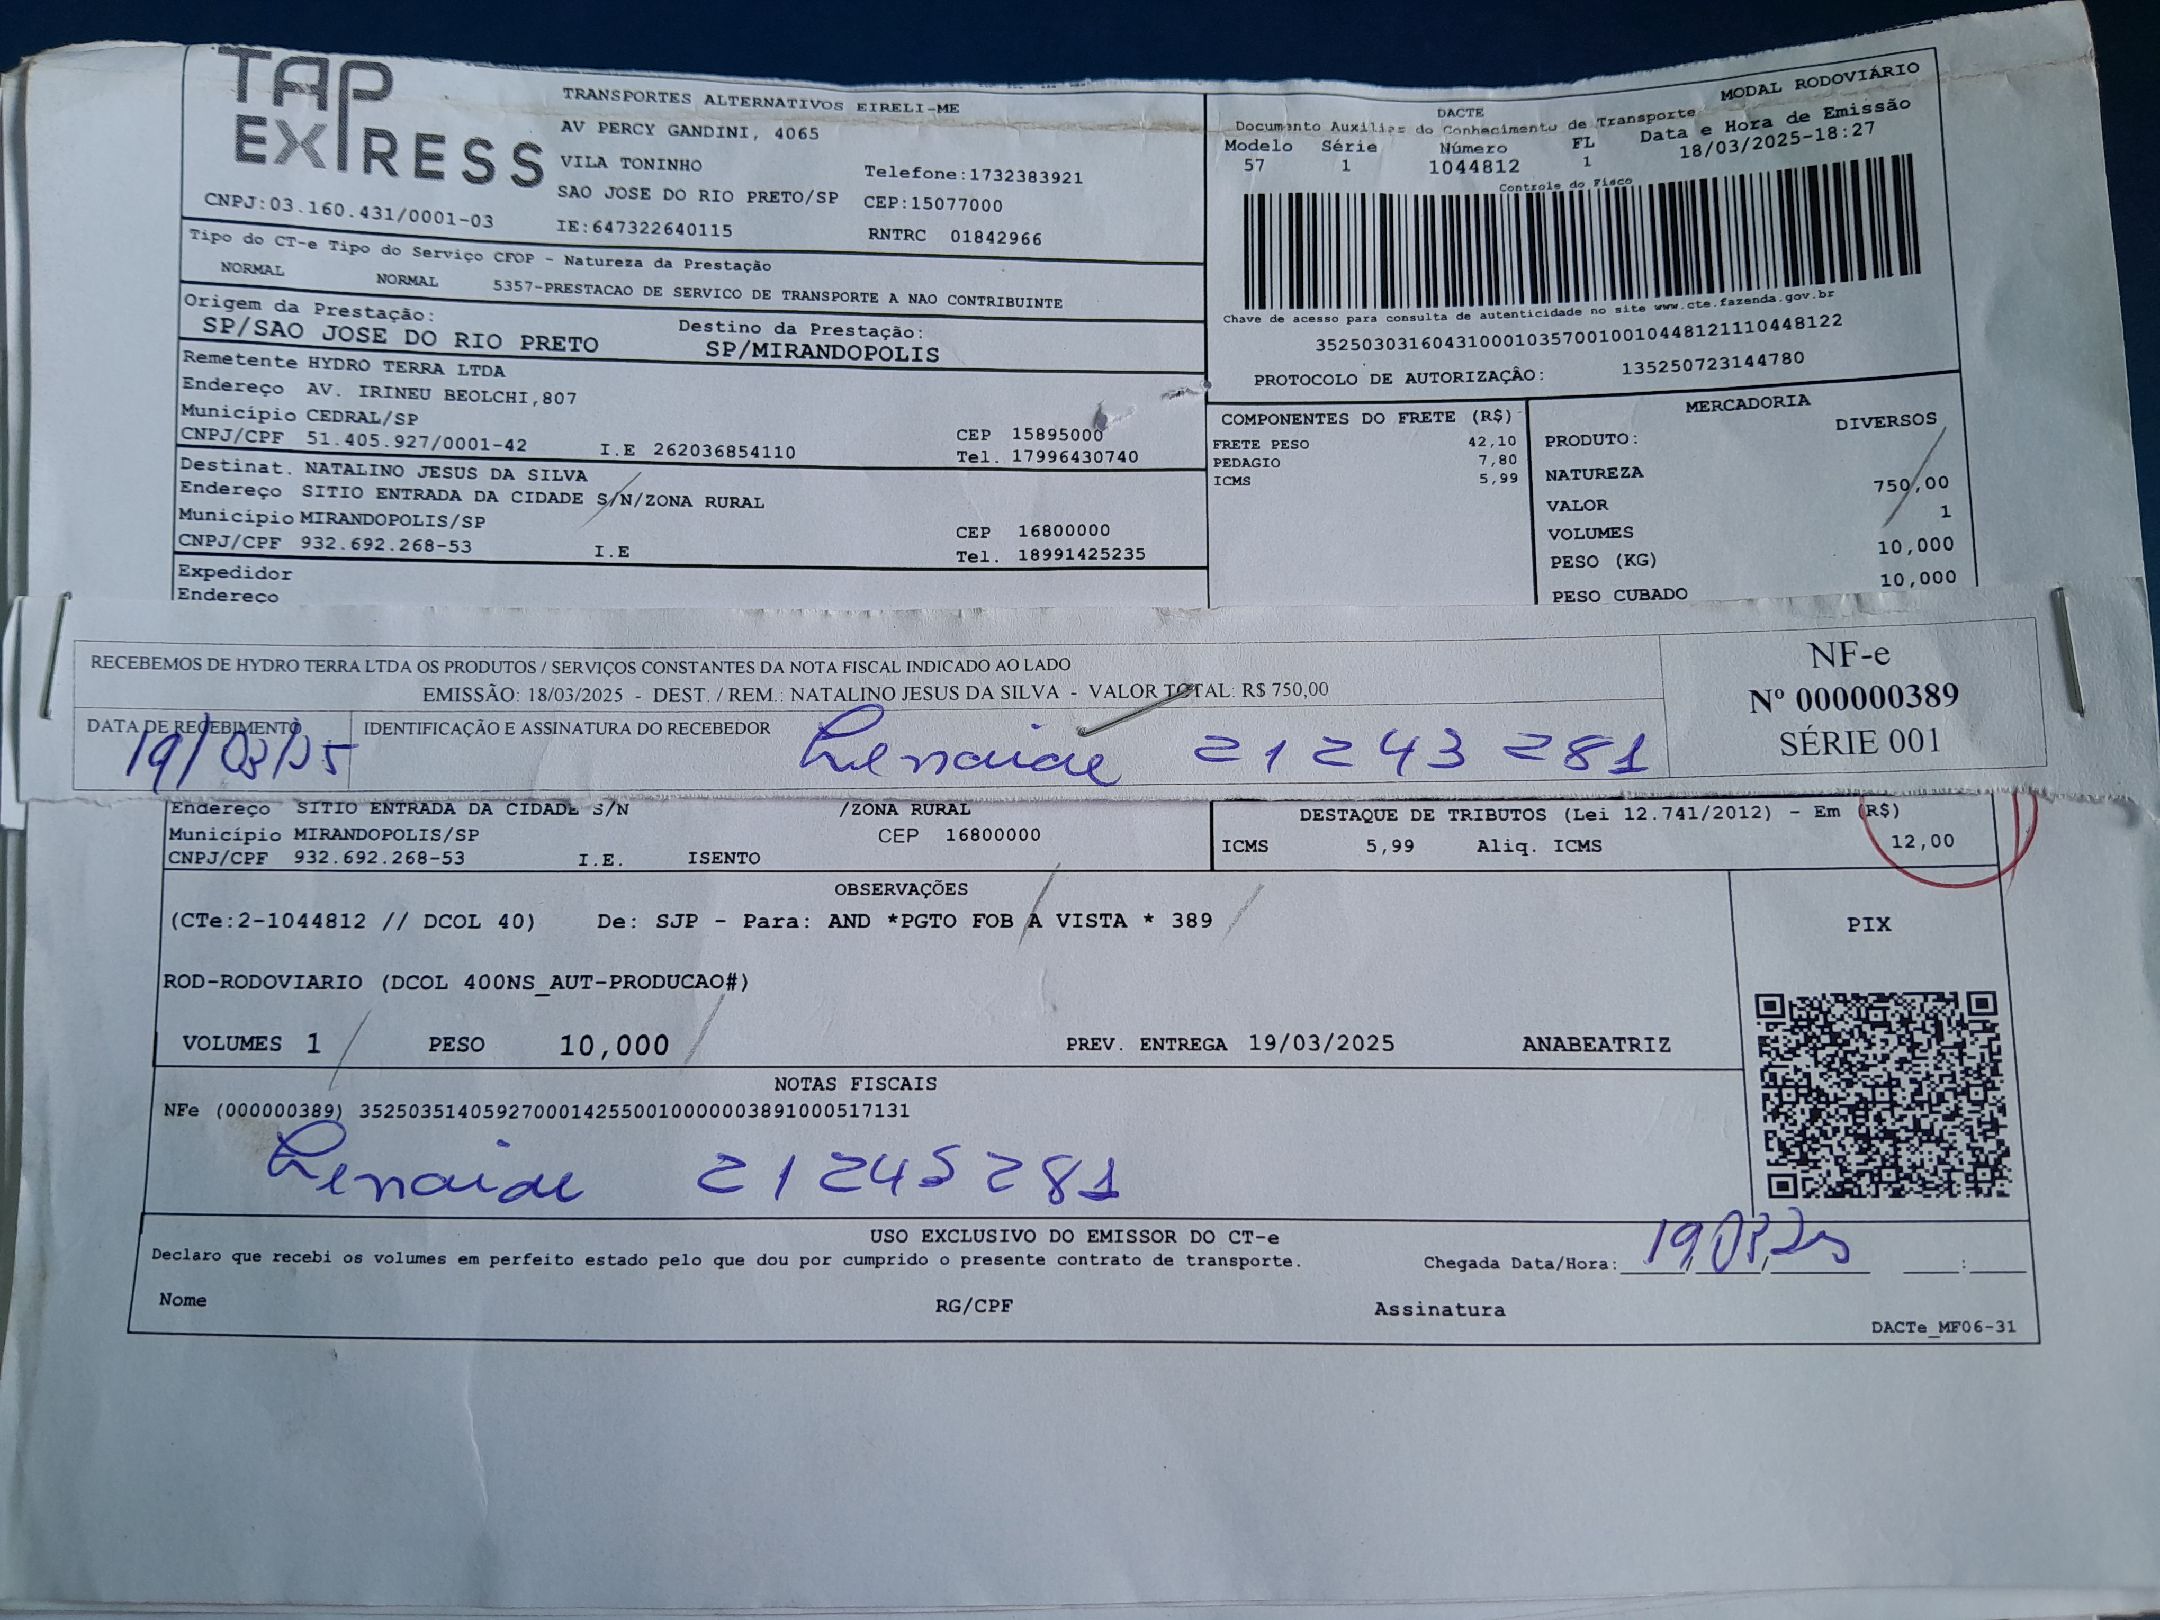 TAP
EXPRESS
TRANSPORTES ALTERNATIVOS EIRELI-ME
AV PERCY GANDINI, 4065
VILA TONINHO
Telefone:1732383921
SAO JOSE DO RIO PRETO/SP CEP:15077000
CNPJ:03.160.431/0001-03
IE:647322640115 RNTRC 01842966
MODAL RODOVIÁRIO
DACTE
Documento Auxiliar do Conhecimento de Transporte
Data e Hora de Emissão
Modelo Série Número FL
57 1 1044812 1
18/03/2025-18:27
Controle do Fisco
Chave de acesso para consulta de autenticidade no site www.cte.fazenda.gov.br
35250303160431000103570010010448121110448122
PROTOCOLO DE AUTORIZAÇÃO: 135250723144780
Tipo do CT-e Tipo do Serviço CFOP - Natureza da Prestação
NORMAL NORMAL 5357-PRESTACAO DE SERVICO DE TRANSPORTE A NAO CONTRIBUINTE
Origem da Prestação: Destino da Prestação:
SP/SAO JOSE DO RIO PRETO SP/MIRANDOPOLIS
Remetente HYDRO TERRA LTDA
Endereço AV. IRINEU BEOLCHI,807
Município CEDRAL/SP CEP 15895000
CNPJ/CPF 51.405.927/0001-42 I.E 262036854110 Tel. 17996430740
Destinat. NATALINO JESUS DA SILVA
Endereço SITIO ENTRADA DA CIDADE S/N/ZONA RURAL
Município MIRANDOPOLIS/SP CEP 16800000
CNPJ/CPF 932.692.268-53 I.E Tel. 18991425235
Expedidor
Endereço
COMPONENTES DO FRETE (R$)
FRETE PESO 42,10
PEDAGIO 7,80
ICMS 5,99
MERCADORIA
PRODUTO: DIVERSOS
NATUREZA
VALOR 750,00
VOLUMES 1
PESO (KG) 10,000
PESO CUBADO 10,000
RECEBEMOS DE HYDRO TERRA LTDA OS PRODUTOS / SERVIÇOS CONSTANTES DA NOTA FISCAL INDICADO AO LADO
EMISSÃO: 18/03/2025 - DEST. / REM.: NATALINO JESUS DA SILVA - VALOR TOTAL: R$ 750,00
DATA DE RECEBIMENTO IDENTIFICAÇÃO E ASSINATURA DO RECEBEDOR
19/03/25 21243281
NF-e
Nº 000000389
SÉRIE 001
Endereço SITIO ENTRADA DA CIDADE S/N /ZONA RURAL
Município MIRANDOPOLIS/SP CEP 16800000
CNPJ/CPF 932.692.268-53 I.E. ISENTO
DESTAQUE DE TRIBUTOS (Lei 12.741/2012) - Em (R$)
ICMS 5,99 Aliq. ICMS 12,00
OBSERVAÇÕES
(CTe:2-1044812 // DCOL 40) De: SJP - Para: AND *PGTO FOB A VISTA * 389
ROD-RODOVIARIO (DCOL 400NS_AUT-PRODUCAO#)
PIX
VOLUMES 1 PESO 10,000 PREV. ENTREGA 19/03/2025 ANABEATRIZ
NOTAS FISCAIS
NFe (000000389) 35250351405927000142550010000003891000517131
21245281
USO EXCLUSIVO DO EMISSOR DO CT-e
Declaro que recebi os volumes em perfeito estado pelo que dou por cumprido o presente contrato de transporte.
Chegada Data/Hora: 19,03,25 :
Nome RG/CPF Assinatura
DACTe_MF06-31